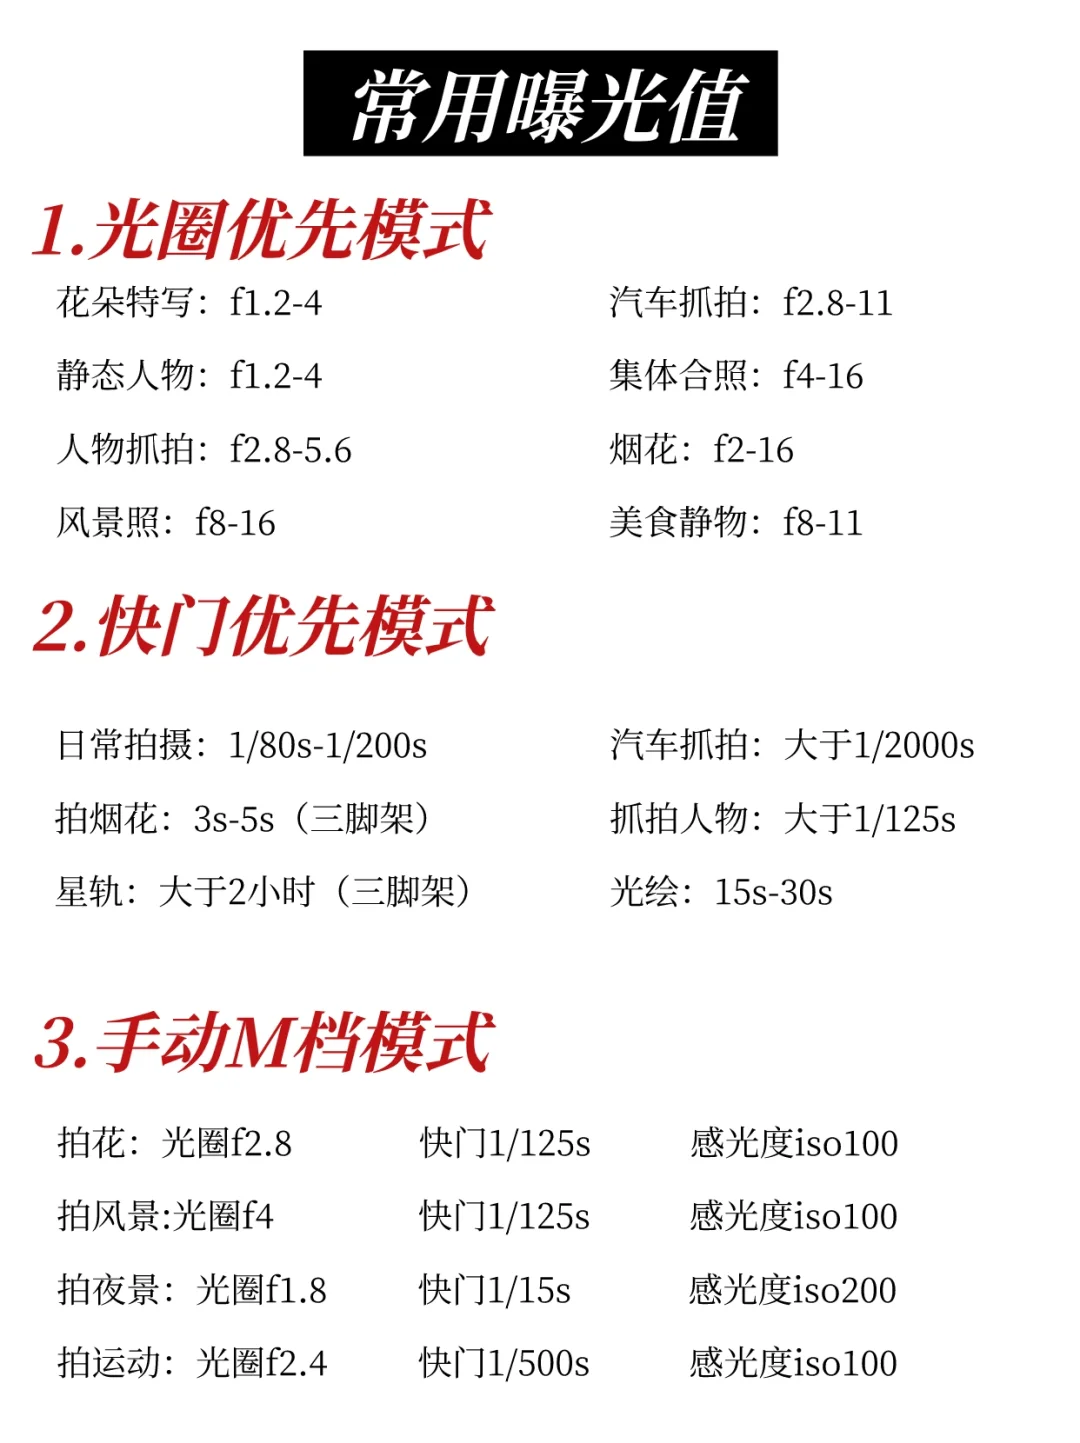 常用曝光值
1.光圈优先模式
花朵特写：f1.2-4 汽车抓拍：f2.8-11
静态人物：f1.2-4 集体合照：f4-16
人物抓拍：f2.8-5.6 烟花：f2-16
风景照：f8-16 美食静物：f8-11
2.快门优先模式
日常拍摄：1/80s-1/200s 汽车抓拍：大于1/2000s
拍烟花：3s-5s（三脚架） 抓拍人物：大于1/125s
星轨：大于2小时（三脚架） 光绘：15s-30s
3.手动M档模式
拍花：光圈f2.8 快门1/125s 感光度iso100
拍风景:光圈f4 快门1/125s 感光度iso100
拍夜景：光圈f1.8 快门1/15s 感光度iso200
拍运动：光圈f2.4 快门1/500s 感光度iso100